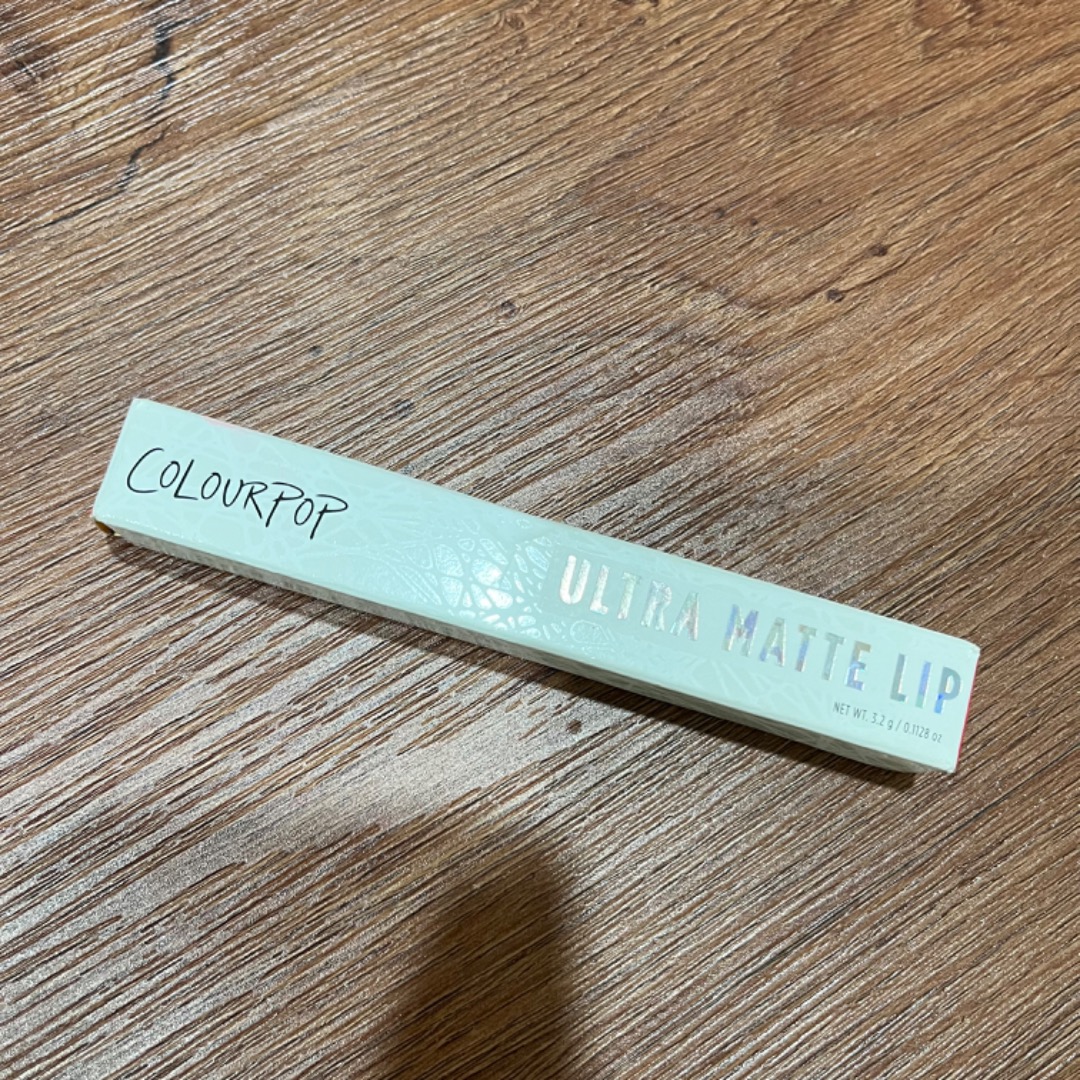 COLOURPOP
ULTRA MATTE LIP
NET WT. 3.2 g / 0.1128 oz